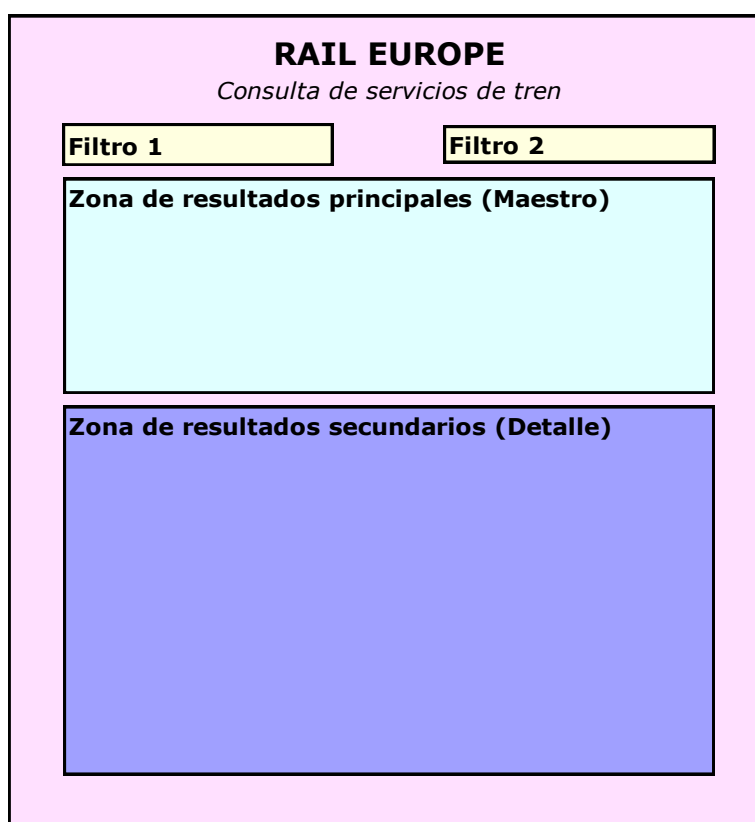 RAIL EUROPE
Consulta de servicios de tren
Filtro 1
Filtro 2
Zona de resultados principales (Maestro)
Zona de resultados secundarios (Detalle)